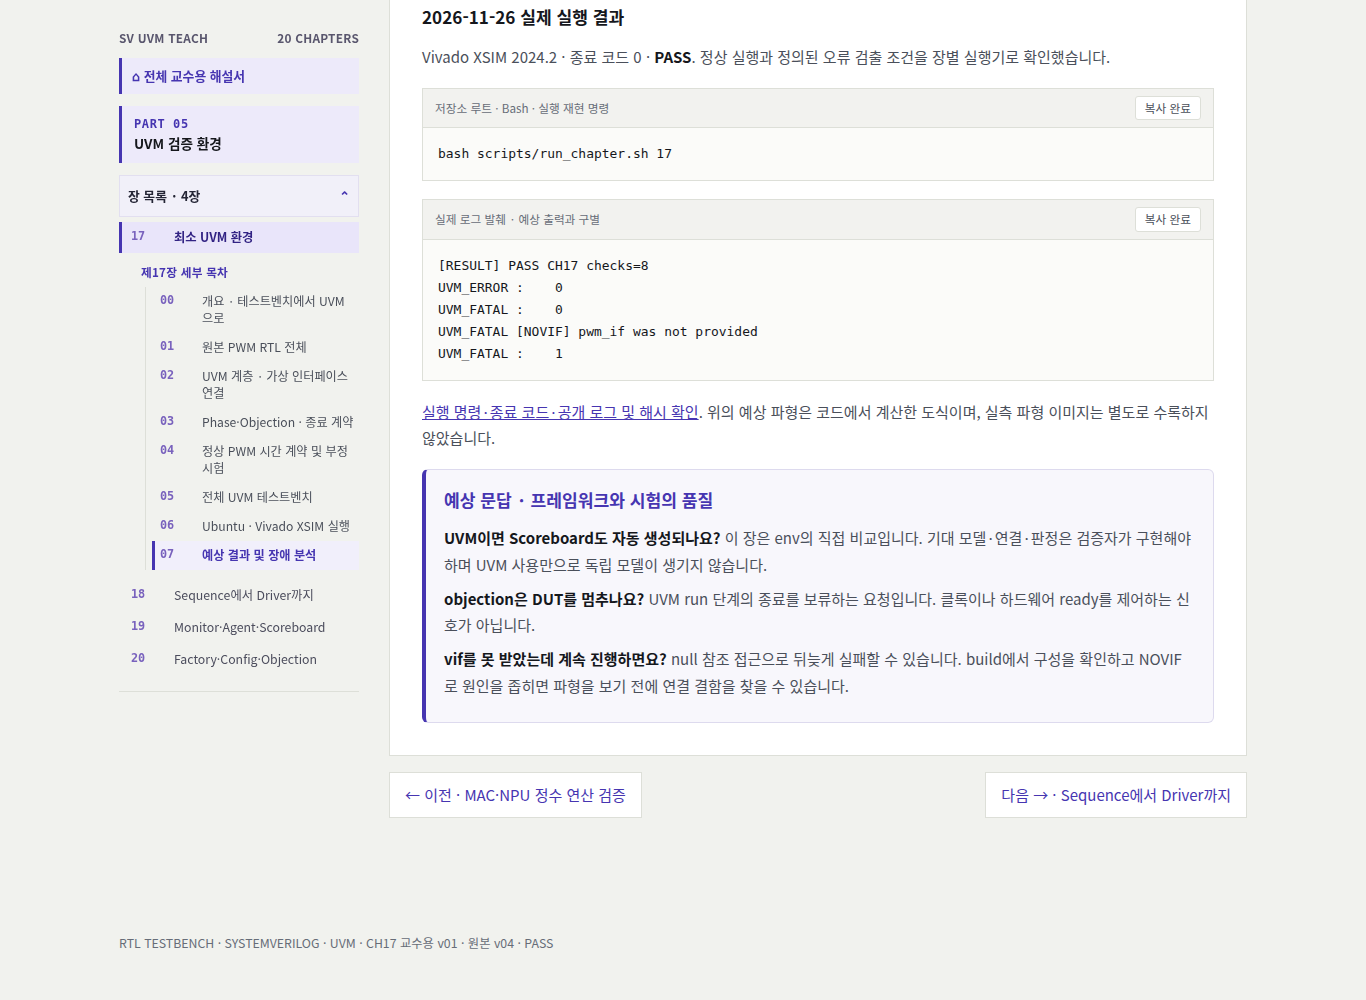 SV UVM TEACH 20 CHAPTERS
⌂ 전체 교수용 해설서
PART 05
UVM 검증 환경
장 목록 · 4장
17 최소 UVM 환경
제17장 세부 목차
00 개요 · 테스트벤치에서 UVM
으로
01 원본 PWM RTL 전체
02 UVM 계층 · 가상 인터페이스
연결
03 Phase·Objection · 종료 계약
04 정상 PWM 시간 계약 및 부정
시험
05 전체 UVM 테스트벤치
06 Ubuntu · Vivado XSIM 실행
07 예상 결과 및 장애 분석
18 Sequence에서 Driver까지
19 Monitor·Agent·Scoreboard
20 Factory·Config·Objection
2026-11-26 실제 실행 결과
Vivado XSIM 2024.2 · 종료 코드 0 · PASS. 정상 실행과 정의된 오류 검출 조건을 장별 실행기로 확인했습니다.
저장소 루트 · Bash · 실행 재현 명령 복사 완료
bash scripts/run_chapter.sh 17
실제 로그 발췌 · 예상 출력과 구별 복사 완료
[RESULT] PASS CH17 checks=8
UVM_ERROR :    0
UVM_FATAL :    0
UVM_FATAL [NOVIF] pwm_if was not provided
UVM_FATAL :    1
실행 명령·종료 코드·공개 로그 및 해시 확인. 위의 예상 파형은 코드에서 계산한 도식이며, 실측 파형 이미지는 별도로 수록하지
않았습니다.
예상 문답 · 프레임워크와 시험의 품질
UVM이면 Scoreboard도 자동 생성되나요? 이 장은 env의 직접 비교입니다. 기대 모델·연결·판정은 검증자가 구현해야
하며 UVM 사용만으로 독립 모델이 생기지 않습니다.
objection은 DUT를 멈추나요? UVM run 단계의 종료를 보류하는 요청입니다. 클록이나 하드웨어 ready를 제어하는 신
호가 아닙니다.
vif를 못 받았는데 계속 진행하면요? null 참조 접근으로 뒤늦게 실패할 수 있습니다. build에서 구성을 확인하고 NOVIF
로 원인을 좁히면 파형을 보기 전에 연결 결함을 찾을 수 있습니다.
← 이전 · MAC·NPU 정수 연산 검증
다음 → · Sequence에서 Driver까지
RTL TESTBENCH · SYSTEMVERILOG · UVM · CH17 교수용 v01 · 원본 v04 · PASS